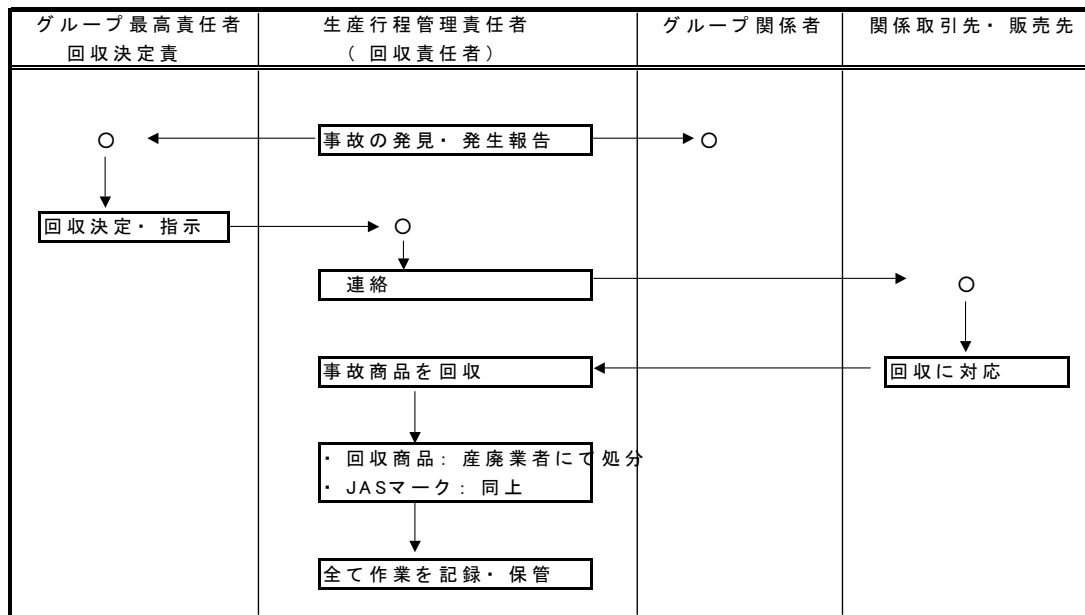 グループ最高責任者
回収決定責
生産行程管理責任者
(回収責任者)
グループ関係者
関係取引先・販売先
事故の発見・発生報告
回収決定・指示
連絡
事故商品を回収
回収に対応
・回収商品:産廃業者にて処分
・JASマーク:同上
全て作業を記録・保管